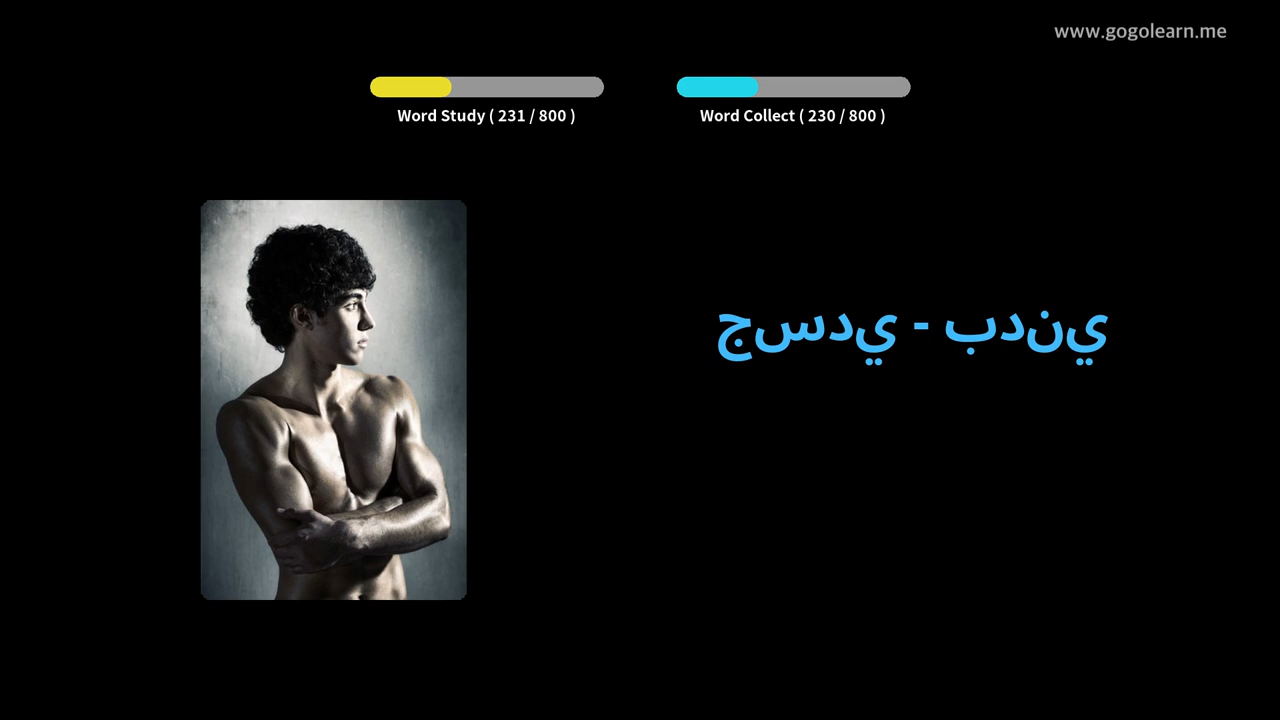 www.gogolearn.me
Word Study ( 231 / 800 ) Word Collect ( 230 / 800 )
جسدي - بدني